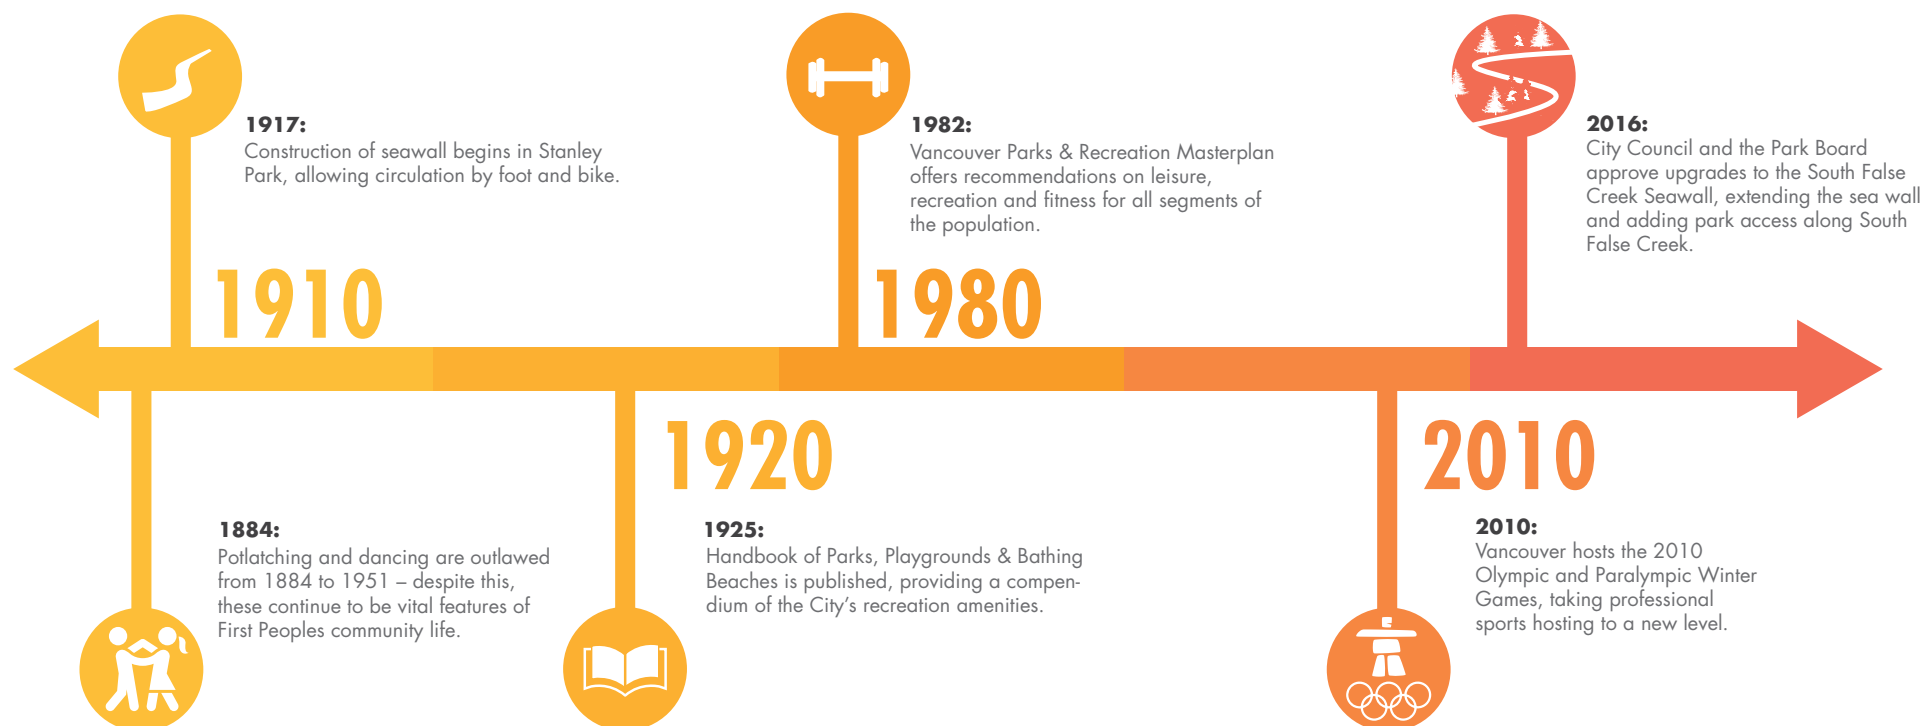 1917:
Construction of seawall begins in Stanley
Park, allowing circulation by foot and bike.
1910
1982:
Vancouver Parks & Recreation Masterplan
offers recommendations on leisure,
recreation and fitness for all segments of
the population.
1980
2016:
City Council and the Park Board
approve upgrades to the South False
Creek Seawall, extending the sea wall
and adding park access along South
False Creek.
1884:
Potlatching and dancing are outlawed
from 1884 to 1951 – despite this,
these continue to be vital features of
First Peoples community life.
1920
1925:
Handbook of Parks, Playgrounds & Bathing
Beaches is published, providing a compen-
dium of the City’s recreation amenities.
2010
2010:
Vancouver hosts the 2010
Olympic and Paralympic Winter
Games, taking professional
sports hosting to a new level.